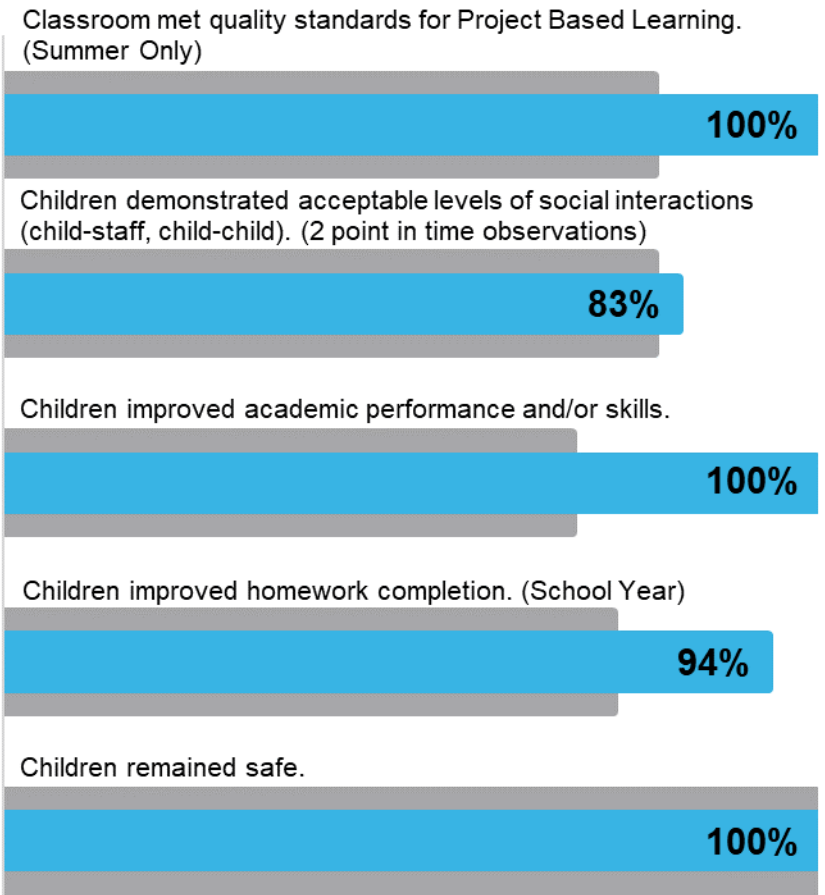 Classroom met quality standards for Project Based Learning.
(Summer Only)
100%
Children demonstrated acceptable levels of social interactions
(child-staff, child-child). (2 point in time observations)
83%
Children improved academic performance and/or skills.
100%
Children improved homework completion. (School Year)
94%
Children remained safe.
100%